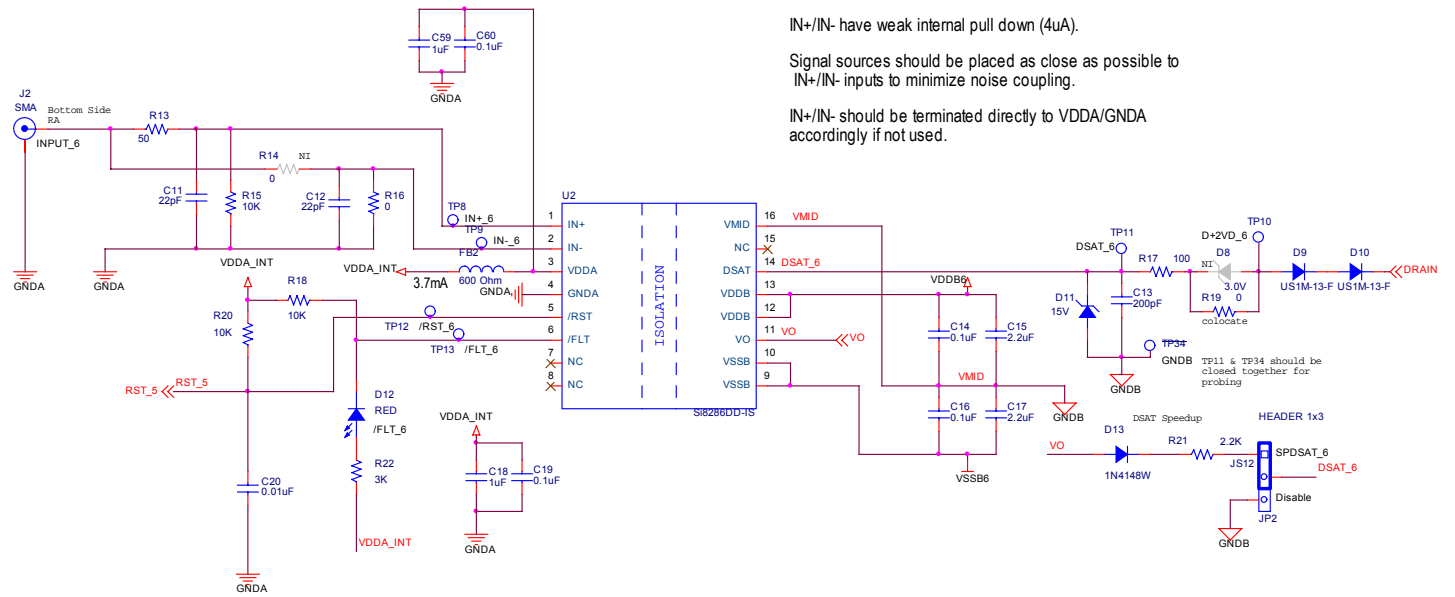 IN+/IN- have weak internal pull down (4uA).
Signal sources should be placed as close as possible to
IN+/IN- inputs to minimize noise coupling.
IN+/IN- should be terminated directly to VDDA/GNDA
accordingly if not used.
C59
1uF
C60
0.1uF
GNDA
J2
SMA
Bottom Side
RA
INPUT_6
R13
50
R14
NI
0
C11
22pF
R15
10K
C12
22pF
R16
0
GNDA
GNDA
TP8
IN+_6
TP9
IN-_6
FB2
600 Ohm
VDDA_INT
3.7mA
GNDA
VDDA_INT
R18
10K
R20
10K
TP12
/RST_6
TP13
/FLT_6
RST_5
RST_5
D12
RED
/FLT_6
R22
3K
VDDA_INT
C20
0.01uF
GNDA
VDDA_INT
C18
1uF
C19
0.1uF
GNDA
U2
1
IN+
2
IN-
3
VDDA
4
GNDA
5
/RST
6
/FLT
7
NC
8
NC
ISOLATION
VMID
16
NC
15
DSAT
14
VDDB
13
VDDB
12
VO
11
VSSB
10
VSSB
9
Si8286DD-IS
VMID
DSAT_6
VDDB6
VO
VO
C14
0.1uF
C15
2.2uF
VMID
GNDB
C16
0.1uF
C17
2.2uF
VSSB6
TP11
DSAT_6
R17
100
D11
15V
C13
200pF
GNDB
TP34
GNDB
TP11 & TP34 should be
closed together for
probing
TP10
D+2VD_6
NI
D8
3.0V
0
R19
colocate
D9
US1M-13-F
D10
US1M-13-F
DRAIN
DSAT Speedup
HEADER 1x3
VO
D13
1N4148W
R21
2.2K
JS12
SPDSAT_6
DSAT_6
Disable
JP2
GNDB